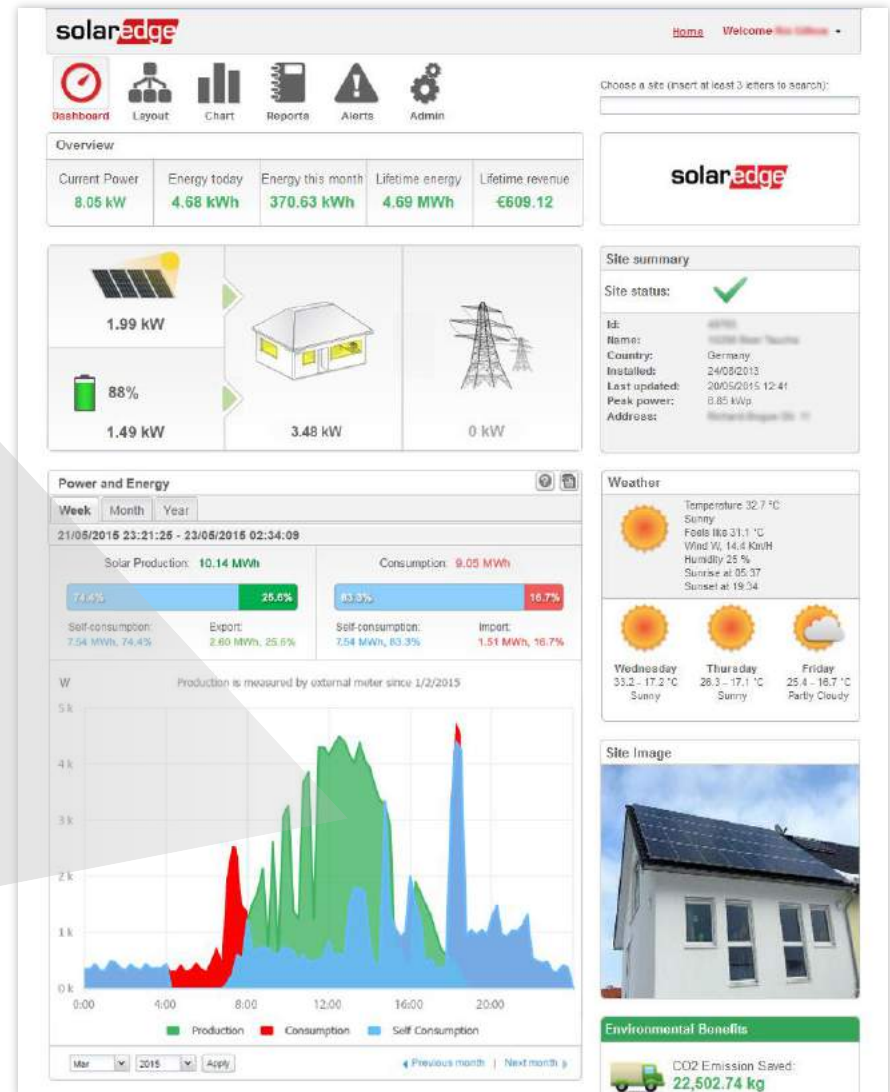 solaredge
Home Welcome
Dashboard Layout Chart Reports Alerts Admin
Choose a site (insert at least 3 letters to search):
Overview
Current Power Energy today Energy this month Lifetime energy Lifetime revenue
8.05 kW 4.68 kWh 370.63 kWh 4.69 MWh €609.12
solaredge
1.99 kW
88%
1.49 kW
3.48 kW
0 kW
Site summary
Site status:
Id:
Name:
Country: Germany
Installed: 24/08/2013
Last updated: 20/05/2015 12:41
Peak power: 8.85 kWp
Address:
Power and Energy
Week Month Year
21/05/2015 23:21:25 - 23/05/2015 02:34:09
Solar Production: 10.14 MWh
Consumption: 9.05 MWh
74.4% 25.6%
83.3% 16.7%
Self-consumption: Export:
7.54 MWh, 74.4% 2.60 MWh, 25.6%
Self-consumption: Import:
7.54 MWh, 83.3% 1.51 MWh, 16.7%
W
Production is measured by external meter since 1/2/2015
5 k
4 k
3 k
2 k
1 k
0 k
0:00 4:00 8:00 12:00 16:00 20:00
Production Consumption Self Consumption
Mar 2015 Apply
Previous month | Next month
Weather
Temperature 32.7 °C
Sunny
Feels like 31.1 °C
Wind W, 14.4 Km/H
Humidity 25 %
Sunrise at 05:37
Sunset at 19:34
Wednesday Thursday Friday
33.2 - 17.2 °C 26.3 - 17.1 °C 25.4 - 16.7 °C
Sunny Sunny Partly Cloudy
Site Image
Environmental Benefits
CO2 Emission Saved:
22,502.74 kg